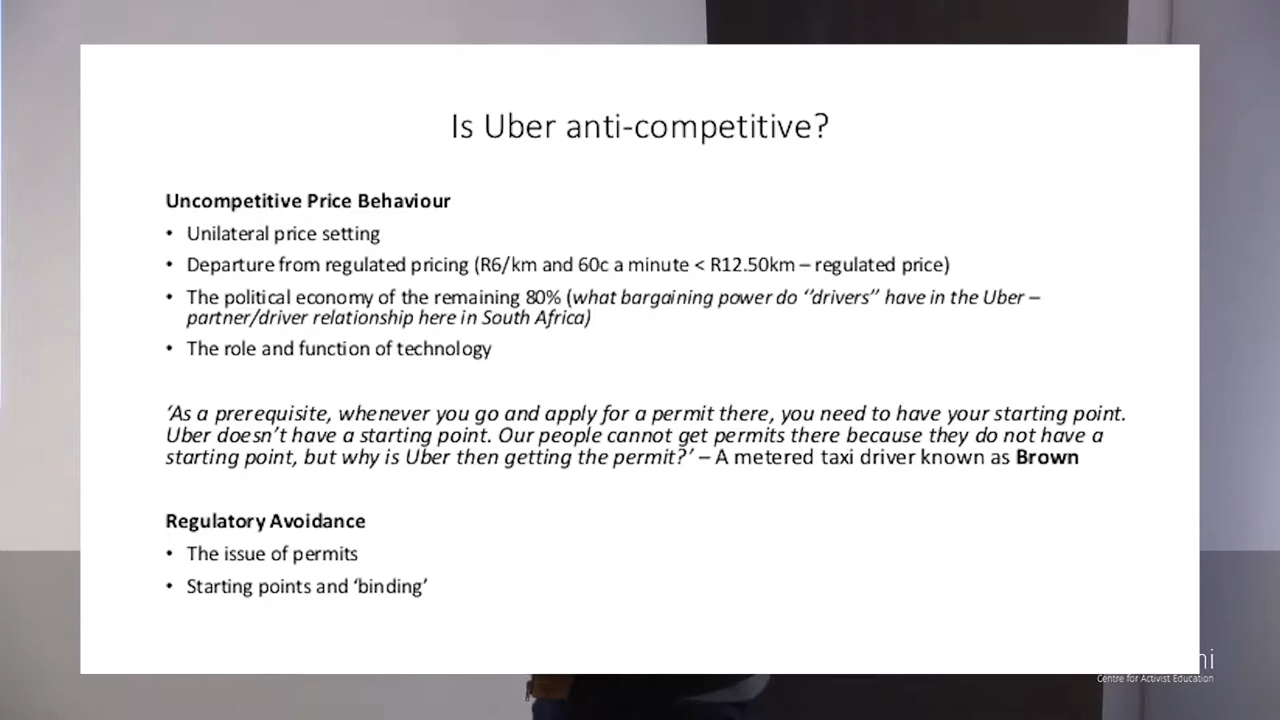 Is Uber anti-competitive?
Uncompetitive Price Behaviour
• Unilateral price setting
• Departure from regulated pricing (R6/km and 60c a minute < R12.50km – regulated price)
• The political economy of the remaining 80% (what bargaining power do ‘’drivers’’ have in the Uber –
partner/driver relationship here in South Africa)
• The role and function of technology
‘As a prerequisite, whenever you go and apply for a permit there, you need to have your starting point.
Uber doesn’t have a starting point. Our people cannot get permits there because they do not have a
starting point, but why is Uber then getting the permit?’ – A metered taxi driver known as Brown
Regulatory Avoidance
• The issue of permits
• Starting points and ‘binding’
Centre for Activist Education